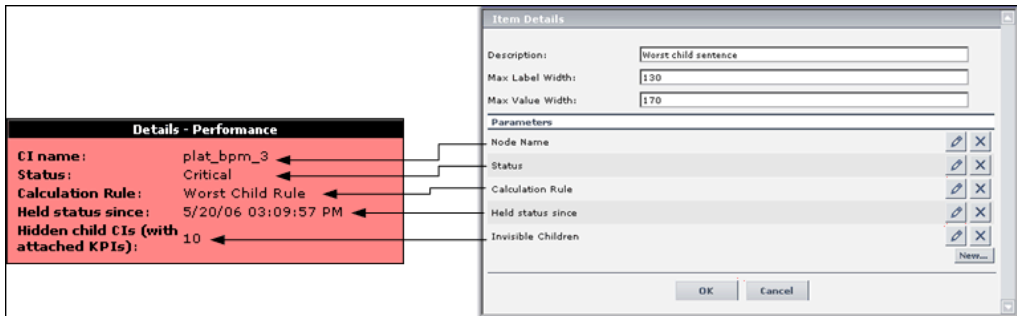 Details - Performance
CI name: plat_bpm_3
Status: Critical
Calculation Rule: Worst Child Rule
Held status since: 5/20/06 03:09:57 PM
Hidden child CIs (with
attached KPIs): 10
Item Details
Description: Worst child sentence
Max Label Width: 130
Max Value Width: 170
Parameters
Node Name
Status
Calculation Rule
Held status since
Invisible Children
New...
OK Cancel